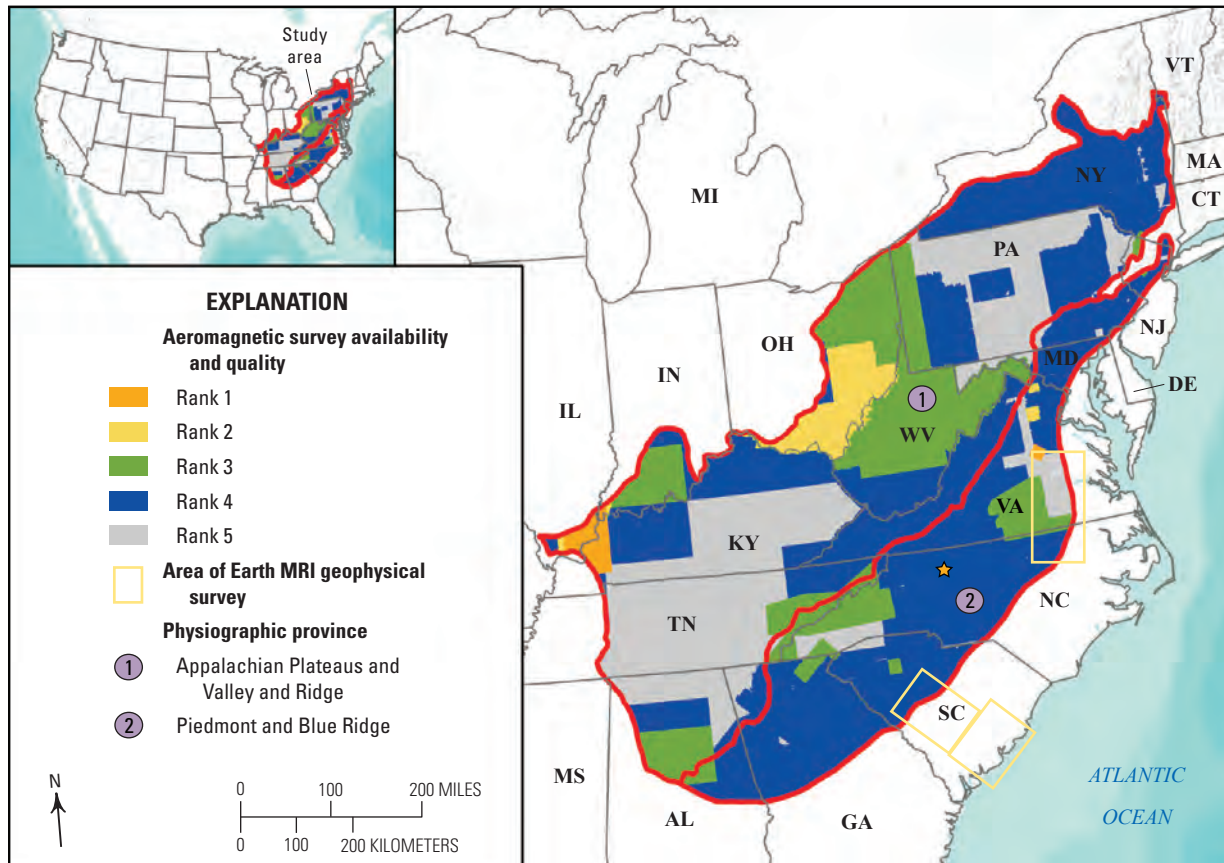 Study
area
EXPLANATION
Aeromagnetic survey availability
and quality
Rank 1
Rank 2
Rank 3
Rank 4
Rank 5
Area of Earth MRI geophysical
survey
Physiographic province
1 Appalachian Plateaus and
Valley and Ridge
2 Piedmont and Blue Ridge
N
0 100 200 MILES
0 100 200 KILOMETERS
VT
MA
NY
CT
MI
PA
NJ
OH
MD
IN
DE
IL
1
WV
VA
KY
2
NC
TN
SC
MS
AL
GA
ATLANTIC
OCEAN